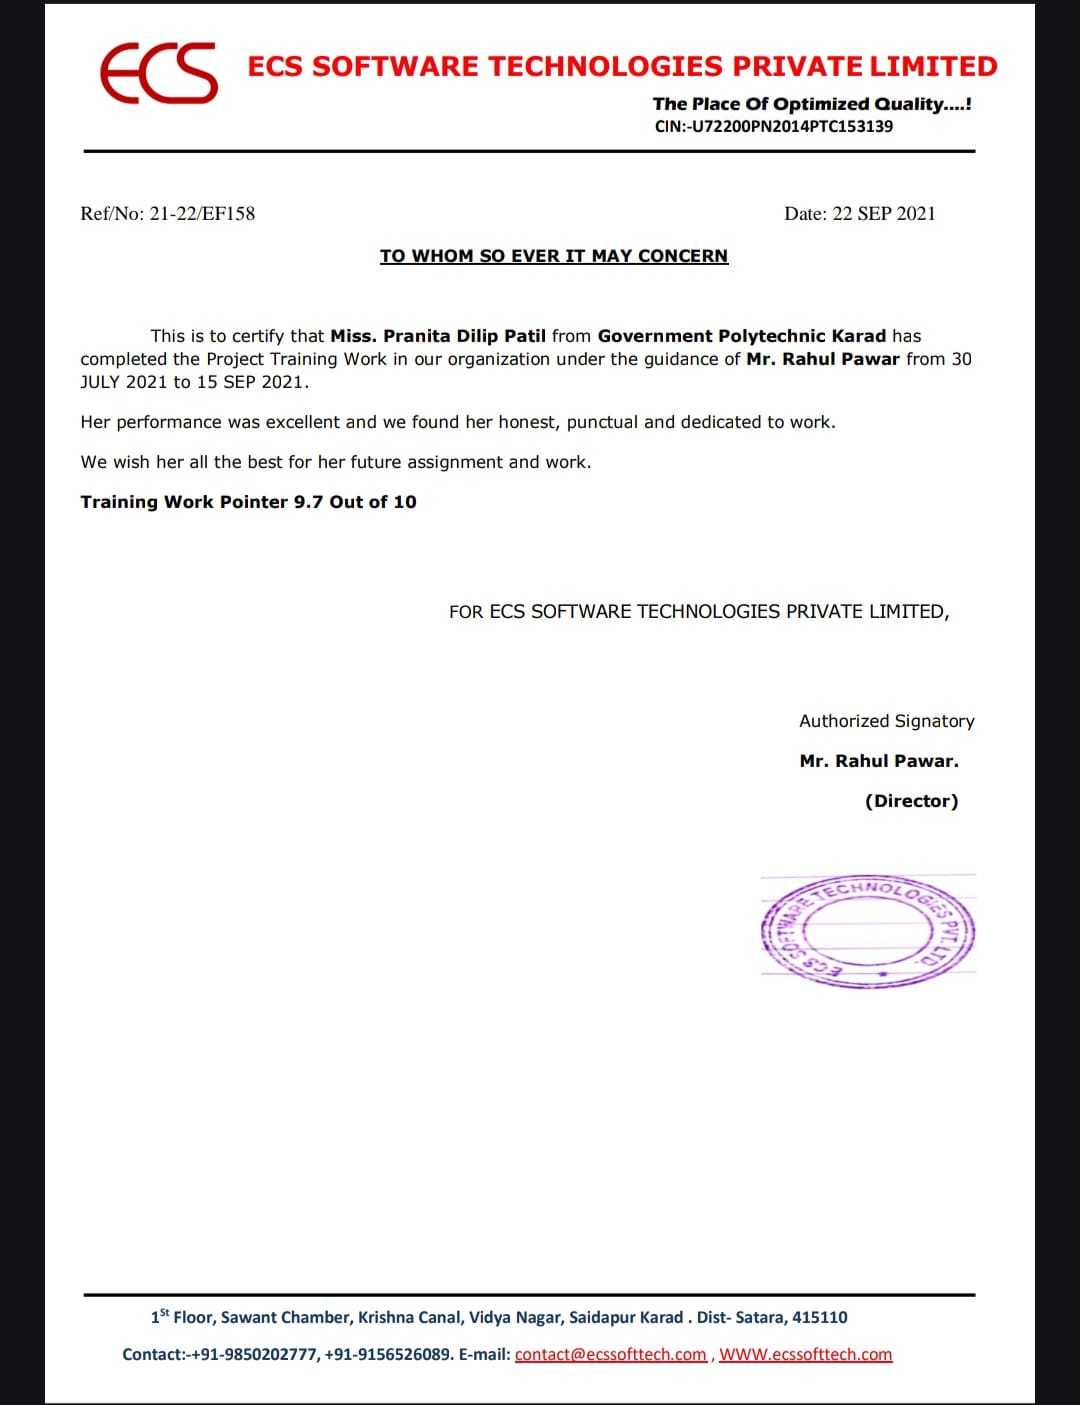 ECS ECS SOFTWARE TECHNOLOGIES PRIVATE LIMITED
The Place Of Optimized Quality....!
CIN:-U72200PN2014PTC153139
Ref/No: 21-22/EF158 Date: 22 SEP 2021
TO WHOM SO EVER IT MAY CONCERN
This is to certify that Miss. Pranita Dilip Patil from Government Polytechnic Karad has
completed the Project Training Work in our organization under the guidance of Mr. Rahul Pawar from 30
JULY 2021 to 15 SEP 2021.
Her performance was excellent and we found her honest, punctual and dedicated to work.
We wish her all the best for her future assignment and work.
Training Work Pointer 9.7 Out of 10
FOR ECS SOFTWARE TECHNOLOGIES PRIVATE LIMITED,
Authorized Signatory
Mr. Rahul Pawar.
(Director)
ECS SOFTWARE TECHNOLOGIES PVT. LTD.
1St Floor, Sawant Chamber, Krishna Canal, Vidya Nagar, Saidapur Karad . Dist- Satara, 415110
Contact:-+91-9850202777, +91-9156526089. E-mail: contact@ecssofttech.com , WWW.ecssofttech.com